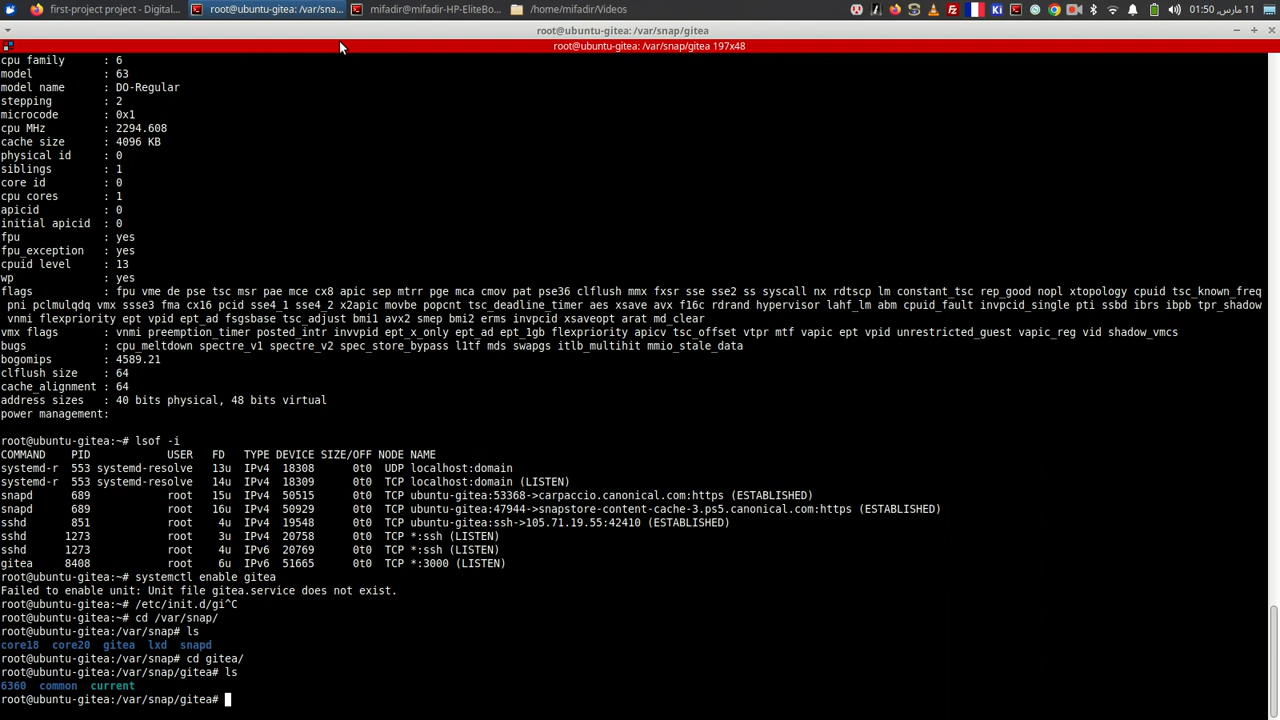 first-project project - Digital...
root@ubuntu-gitea: /var/sna...
mifadir@mifadir-HP-EliteBo...
/home/mifadir/Videos
Ki
01:50 ,مارس 11
root@ubuntu-gitea: /var/snap/gitea
root@ubuntu-gitea: /var/snap/gitea 197x48
cpu family : 6
model : 63
model name : DO-Regular
stepping : 2
microcode : 0x1
cpu MHz : 2294.608
cache size : 4096 KB
physical id : 0
siblings : 1
core id : 0
cpu cores : 1
apicid : 0
initial apicid : 0
fpu : yes
fpu_exception : yes
cpuid level : 13
wp : yes
flags : fpu vme de pse tsc msr pae mce cx8 apic sep mtrr pge mca cmov pat pse36 clflush mmx fxsr sse sse2 ss syscall nx rdtscp lm constant_tsc rep_good nopl xtopology cpuid tsc_known_freq
pni pclmulqdq vmx ssse3 fma cx16 pcid sse4_1 sse4_2 x2apic movbe popcnt tsc_deadline_timer aes xsave avx f16c rdrand hypervisor lahf_lm abm cpuid_fault invpcid_single pti ssbd ibrs ibpb tpr_shadow
vnmi flexpriority ept vpid ept_ad fsgsbase tsc_adjust bmi1 avx2 smep bmi2 erms invpcid xsaveopt arat md_clear
vmx flags : vnmi preemption_timer posted_intr invvpid ept_x_only ept_ad ept_1gb flexpriority apicv tsc_offset vtpr mtf vapic ept vpid unrestricted_guest vapic_reg vid shadow_vmcs
bugs : cpu_meltdown spectre_v1 spectre_v2 spec_store_bypass l1tf mds swapgs itlb_multihit mmio_stale_data
bogomips : 4589.21
clflush size : 64
cache_alignment : 64
address sizes : 40 bits physical, 48 bits virtual
power management:
root@ubuntu-gitea:~# lsof -i
COMMAND PID USER FD TYPE DEVICE SIZE/OFF NODE NAME
systemd-r 553 systemd-resolve 13u IPv4 18308 0t0 UDP localhost:domain
systemd-r 553 systemd-resolve 14u IPv4 18309 0t0 TCP localhost:domain (LISTEN)
snapd 689 root 15u IPv4 50515 0t0 TCP ubuntu-gitea:53368->carpaccio.canonical.com:https (ESTABLISHED)
snapd 689 root 16u IPv4 50929 0t0 TCP ubuntu-gitea:47944->snapstore-content-cache-3.ps5.canonical.com:https (ESTABLISHED)
sshd 851 root 4u IPv4 19548 0t0 TCP ubuntu-gitea:ssh->105.71.19.55:42410 (ESTABLISHED)
sshd 1273 root 3u IPv4 20758 0t0 TCP *:ssh (LISTEN)
sshd 1273 root 4u IPv6 20769 0t0 TCP *:ssh (LISTEN)
gitea 8408 root 6u IPv6 51665 0t0 TCP *:3000 (LISTEN)
root@ubuntu-gitea:~# systemctl enable gitea
Failed to enable unit: Unit file gitea.service does not exist.
root@ubuntu-gitea:~# /etc/init.d/gi^C
root@ubuntu-gitea:~# cd /var/snap/
root@ubuntu-gitea:/var/snap# ls
core18 core20 gitea lxd snapd
root@ubuntu-gitea:/var/snap# cd gitea/
root@ubuntu-gitea:/var/snap/gitea# ls
6360 common current
root@ubuntu-gitea:/var/snap/gitea#